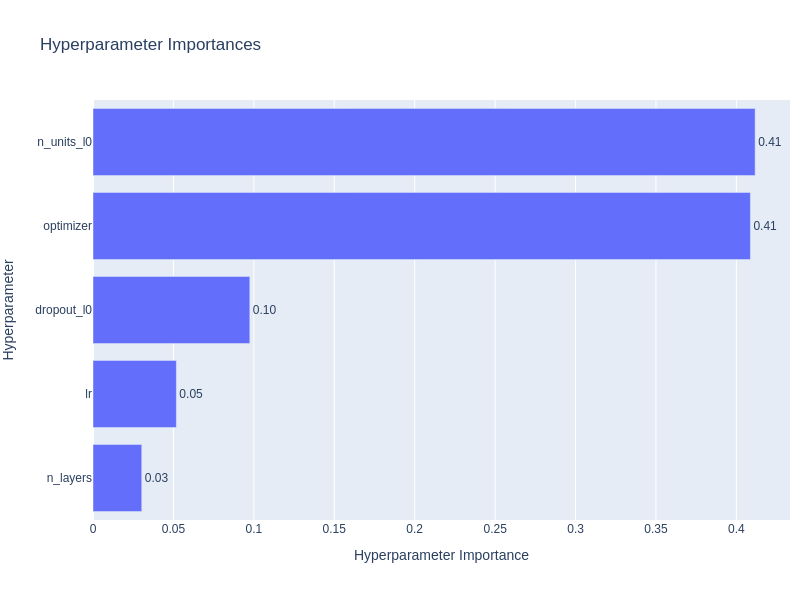 Hyperparameter Importances
n_units_l0
0.41
optimizer
0.41
dropout_l0
0.10
lr
0.05
n_layers
0.03
0 0.05 0.1 0.15 0.2 0.25 0.3 0.35 0.4
Hyperparameter Importance
Hyperparameter